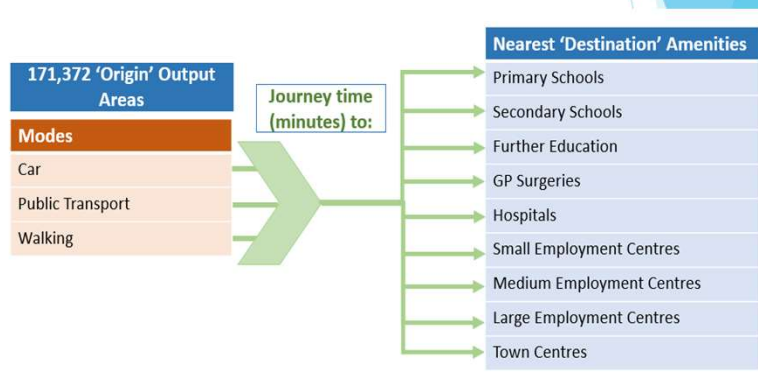 171,372 ‘Origin’ Output
Areas
Modes
Car
Public Transport
Walking
Journey time
(minutes) to:
Nearest ‘Destination’ Amenities
Primary Schools
Secondary Schools
Further Education
GP Surgeries
Hospitals
Small Employment Centres
Medium Employment Centres
Large Employment Centres
Town Centres